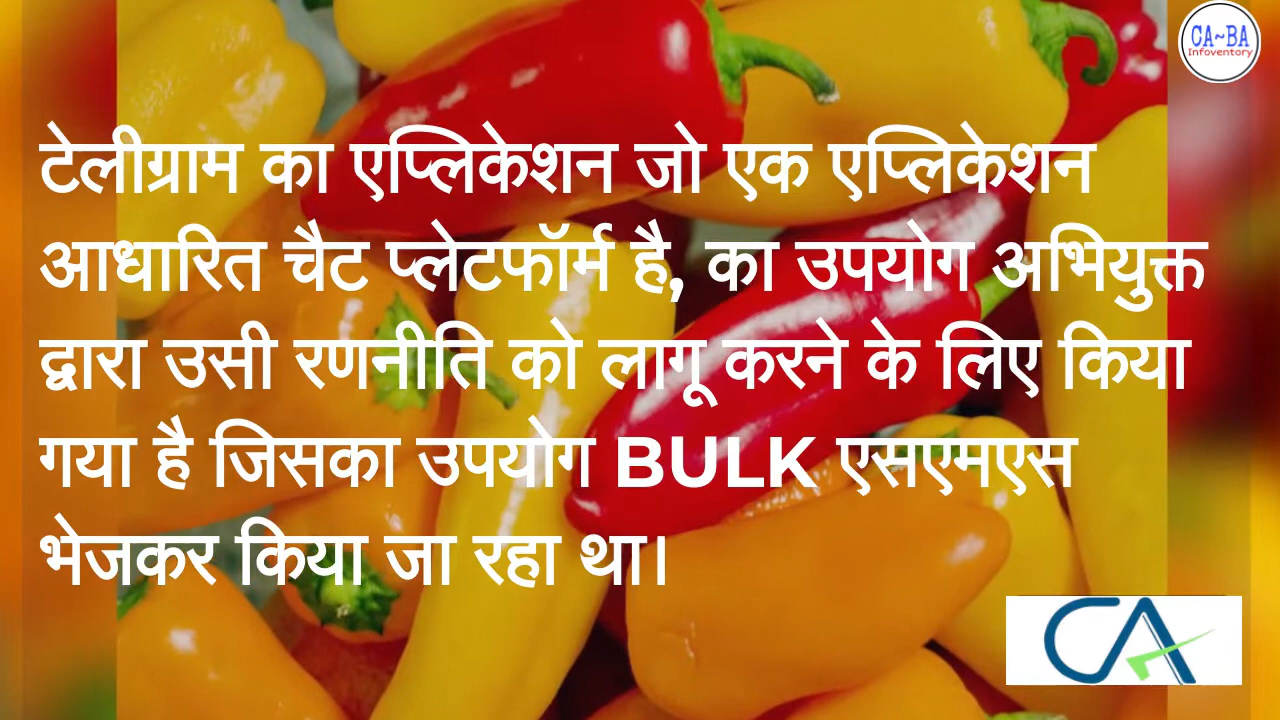 CA~BA
Infoventory
टेलीग्राम का एप्लिकेशन जो एक एप्लिकेशन
आधारित चैट प्लेटफॉर्म है, का उपयोग अभियुक्त
द्वारा उसी रणनीति को लागू करने के लिए किया
गया है जिसका उपयोग BULK एसएमएस
भेजकर किया जा रहा था।
CA